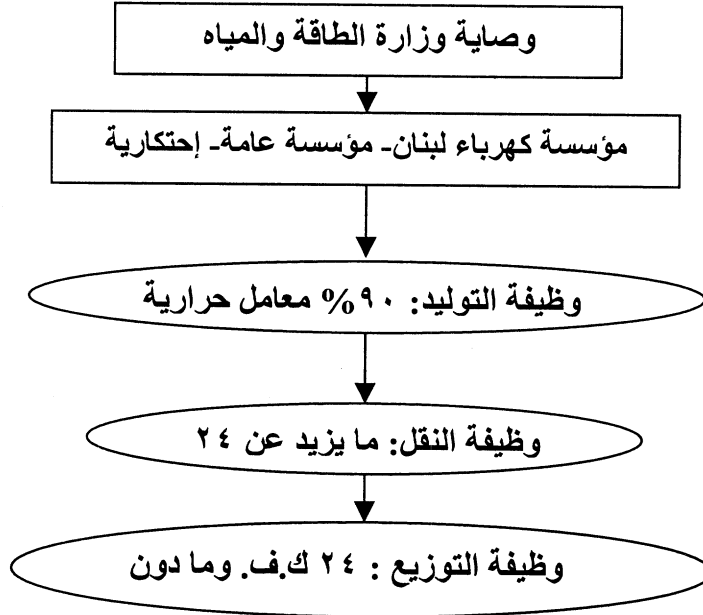 وصاية وزارة الطاقة والمياه
مؤسسة كهرباء لبنان- مؤسسة عامة- إحتكارية
وظيفة التوليد: ٩٠% معامل حرارية
وظيفة النقل: ما يزيد عن ٢٤
وظيفة التوزيع : ٢٤ ك.ف. وما دون